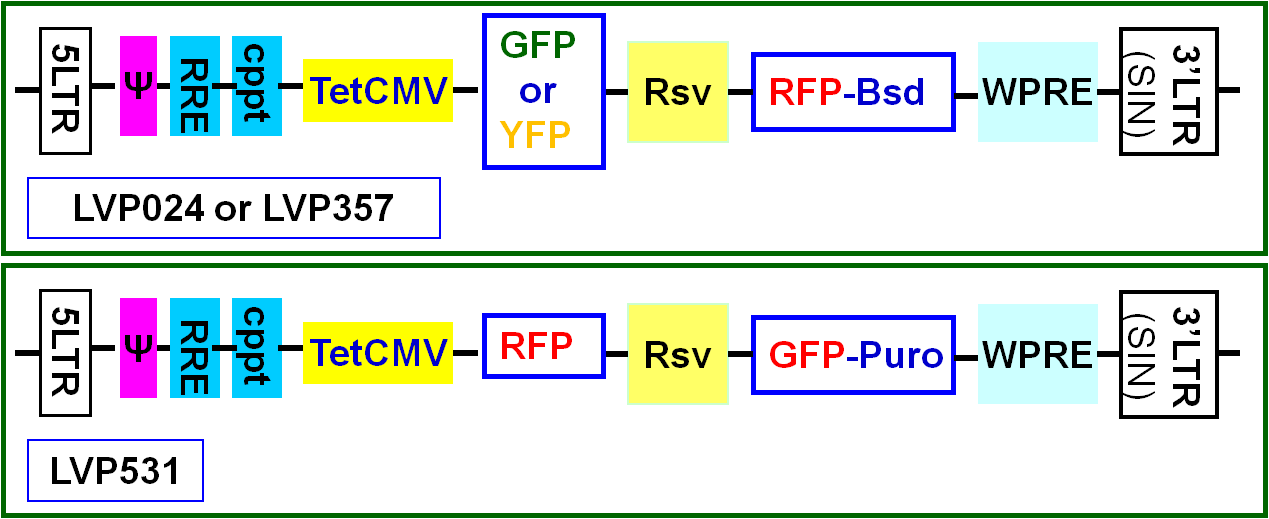 5LTR
Ψ
RRE
cppt
TetCMV
GFP
or
YFP
Rsv
RFP-Bsd
WPRE
3'LTR
(SIN)
LVP024 or LVP357
5LTR
Ψ
RRE
cppt
TetCMV
RFP
Rsv
GFP-Puro
WPRE
3'LTR
(SIN)
LVP531